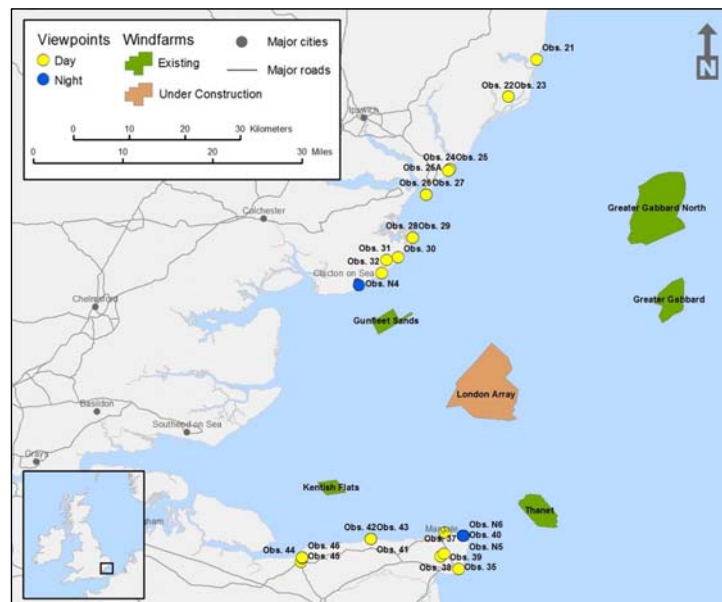 Viewpoints
Day
Night
Windfarms
Existing
Under Construction
Major cities
Major roads
0 10 20 30 Kilometers
0 10 20 30 Miles
N
Obs. 21
Obs. 22 Obs. 23
Ipswich
Obs. 24 Obs. 25
Obs. 25A
Obs. 26 Obs. 27
Colchester
Greater Gabbard North
Obs. 28 Obs. 29
Obs. 31
Obs. 30
Obs. 32
Clacton on Sea
Obs. N4
Chelmsford
Greater Gabbard
Gunfleet Sands
London Array
Basildon
Southend on Sea
Grays
Kentish Flats
Thanet
Obs. 42 Obs. 43
Obs. N6
Obs. 37
Obs. 40
Obs. 44
Obs. 46
Obs. 45
Obs. 41
Obs. N5
Obs. 39
Obs. 38
Obs. 35